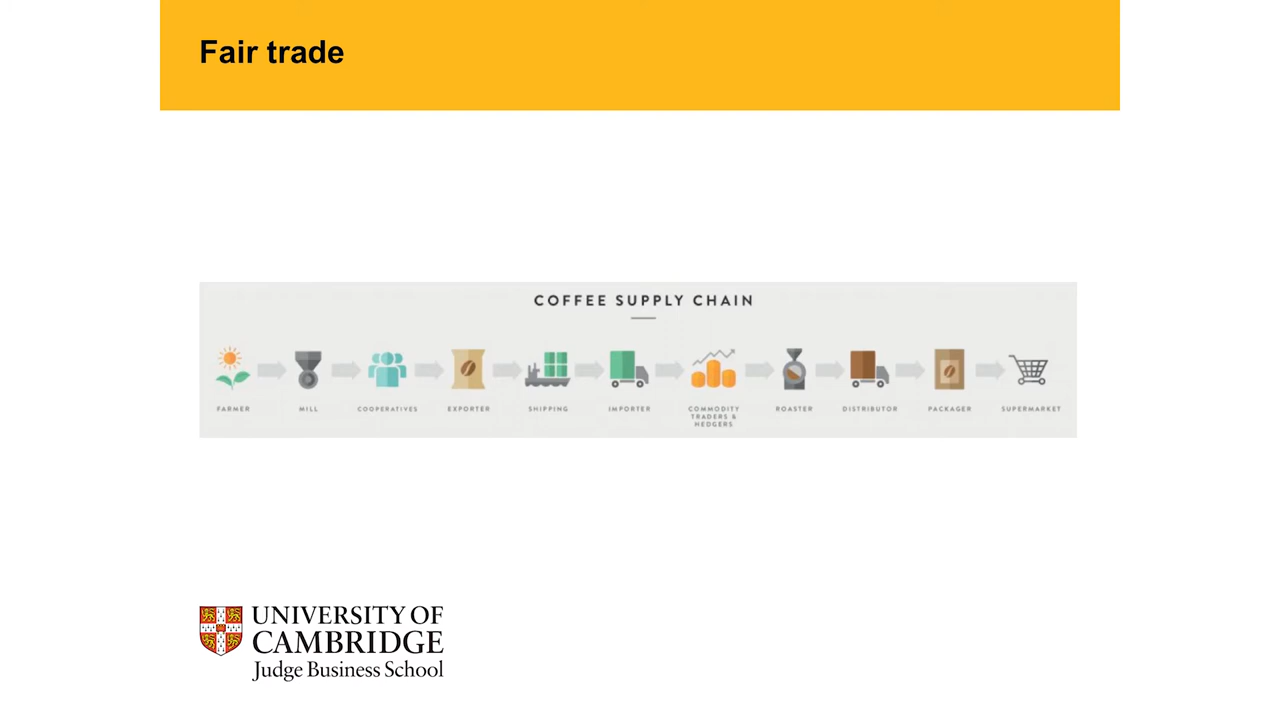 Fair trade
COFFEE SUPPLY CHAIN
FARMER
MILL
COOPERATIVES
EXPORTER
SHIPPING
IMPORTER
COMMODITY
TRADERS &
HEDGERS
ROASTER
DISTRIBUTOR
PACKAGER
SUPERMARKET
UNIVERSITY OF
CAMBRIDGE
Judge Business School